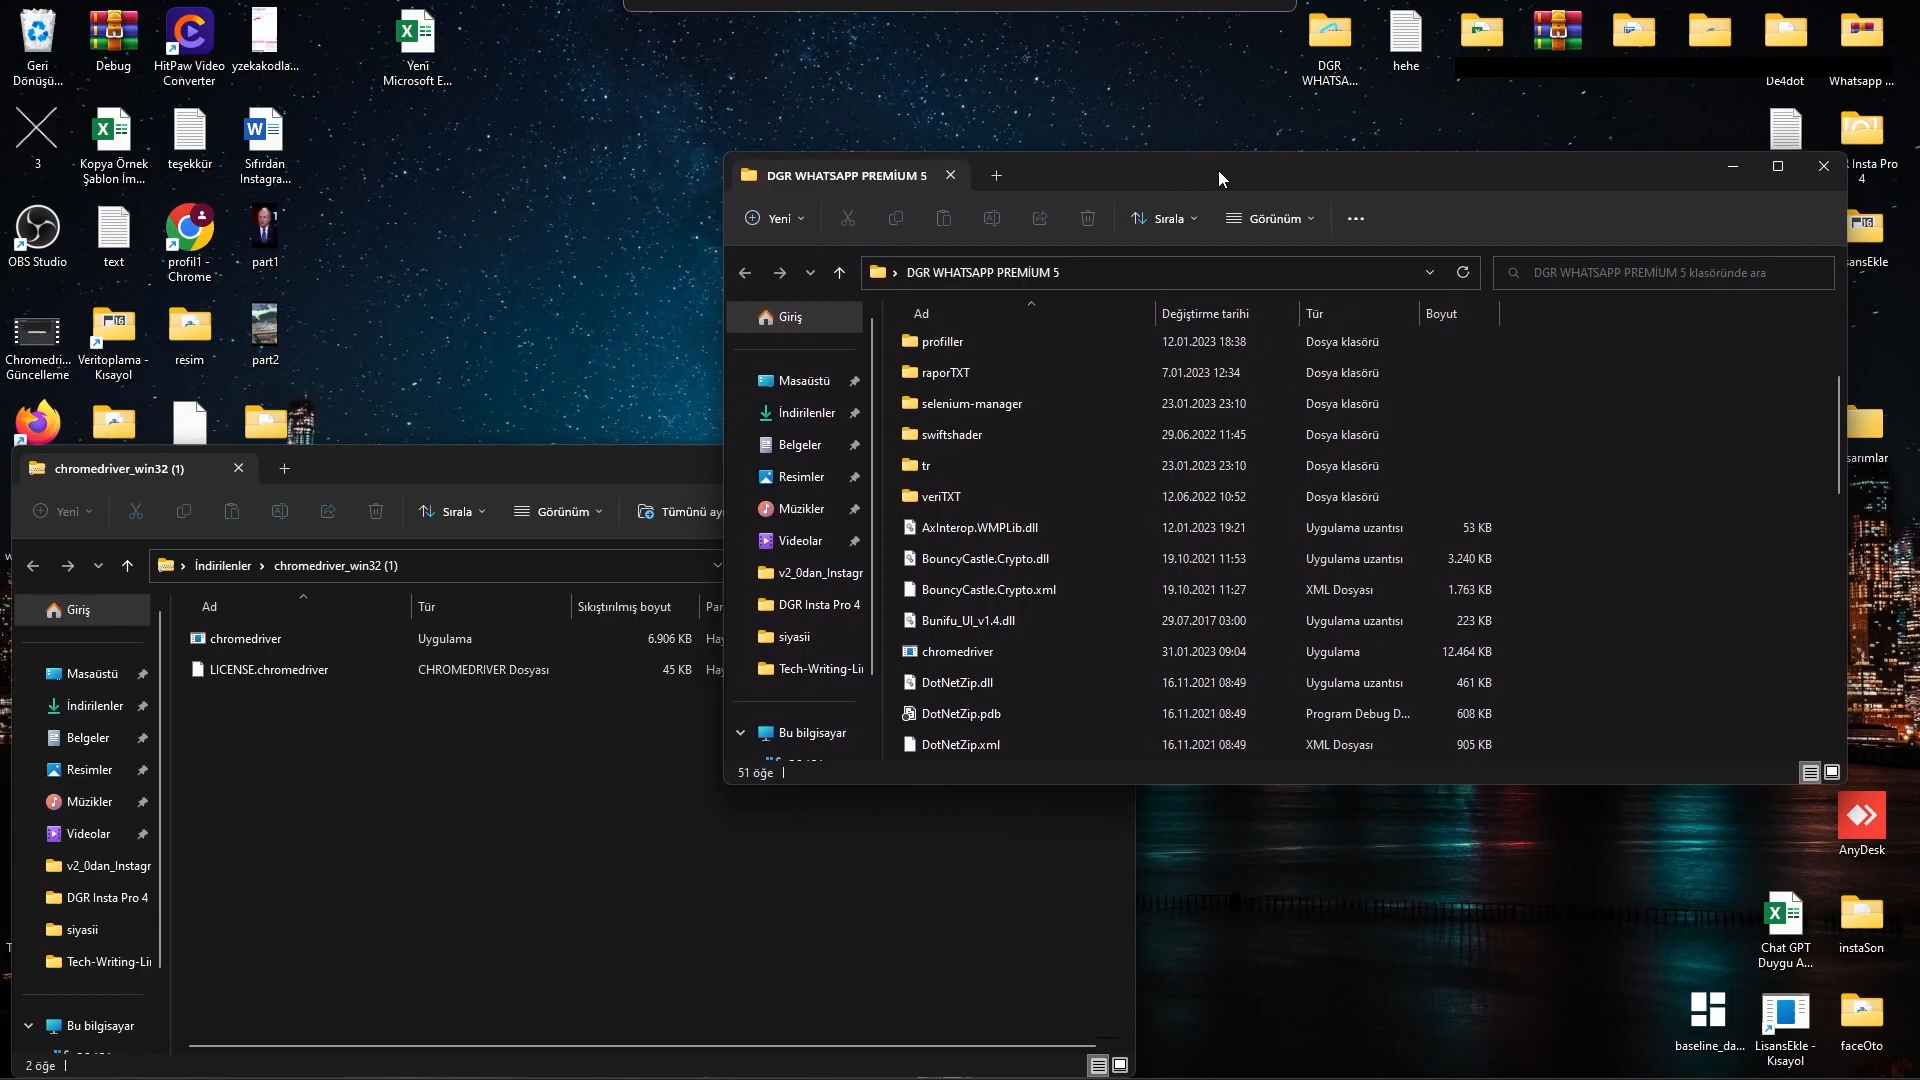 Geri
Dönüşü...
Debug
HitPaw Video
Converter
yzekakodla...
Yeni
Microsoft E...
DGR
WHATSA...
hehe
De4dot
Whatsapp ...
3
Kopya Örnek
Şablon İm...
teşekkür
Sıfırdan
Instagra...
Insta Pro
4
OBS Studio
text
profil1 -
Chrome
part1
ansEkle
Chromedri...
Güncelleme
Veritoplama -
Kısayol
resim
part2
sarımlar
DGR WHATSAPP PREMİUM 5
Yeni
Sırala
Görünüm
DGR WHATSAPP PREMİUM 5
DGR WHATSAPP PREMİUM 5 klasöründe ara
Giriş
Masaüstü
İndirilenler
Belgeler
Resimler
Müzikler
Videolar
v2_0dan_Instagr
DGR Insta Pro 4
siyasii
Tech-Writing-Lir
Bu bilgisayar
Ad Değiştirme tarihi Tür Boyut
profiller 12.01.2023 18:38 Dosya klasörü
raporTXT 7.01.2023 12:34 Dosya klasörü
selenium-manager 23.01.2023 23:10 Dosya klasörü
swiftshader 29.06.2022 11:45 Dosya klasörü
tr 23.01.2023 23:10 Dosya klasörü
veriTXT 12.06.2022 10:52 Dosya klasörü
AxInterop.WMPLib.dll 12.01.2023 19:21 Uygulama uzantısı 53 KB
BouncyCastle.Crypto.dll 19.10.2021 11:53 Uygulama uzantısı 3.240 KB
BouncyCastle.Crypto.xml 19.10.2021 11:27 XML Dosyası 1.763 KB
Bunifu_UI_v1.4.dll 29.07.2017 03:00 Uygulama uzantısı 223 KB
chromedriver 31.01.2023 09:04 Uygulama 12.464 KB
DotNetZip.dll 16.11.2021 08:49 Uygulama uzantısı 461 KB
DotNetZip.pdb 16.11.2021 08:49 Program Debug D... 608 KB
DotNetZip.xml 16.11.2021 08:49 XML Dosyası 905 KB
51 öğe
chromedriver_win32 (1)
Yeni
Sırala
Görünüm
Tümünü ay
İndirilenler
chromedriver_win32 (1)
Giriş
Masaüstü
İndirilenler
Belgeler
Resimler
Müzikler
Videolar
v2_0dan_Instagr
DGR Insta Pro 4
siyasii
Tech-Writing-Lir
Bu bilgisayar
Ad Tür Sıkıştırılmış boyut Par
chromedriver Uygulama 6.906 KB Hay
LICENSE.chromedriver CHROMEDRIVER Dosyası 45 KB Hay
2 öğe
AnyDesk
Chat GPT
Duygu A...
instaSon
baseline_da...
LisansEkle -
Kısayol
faceOto